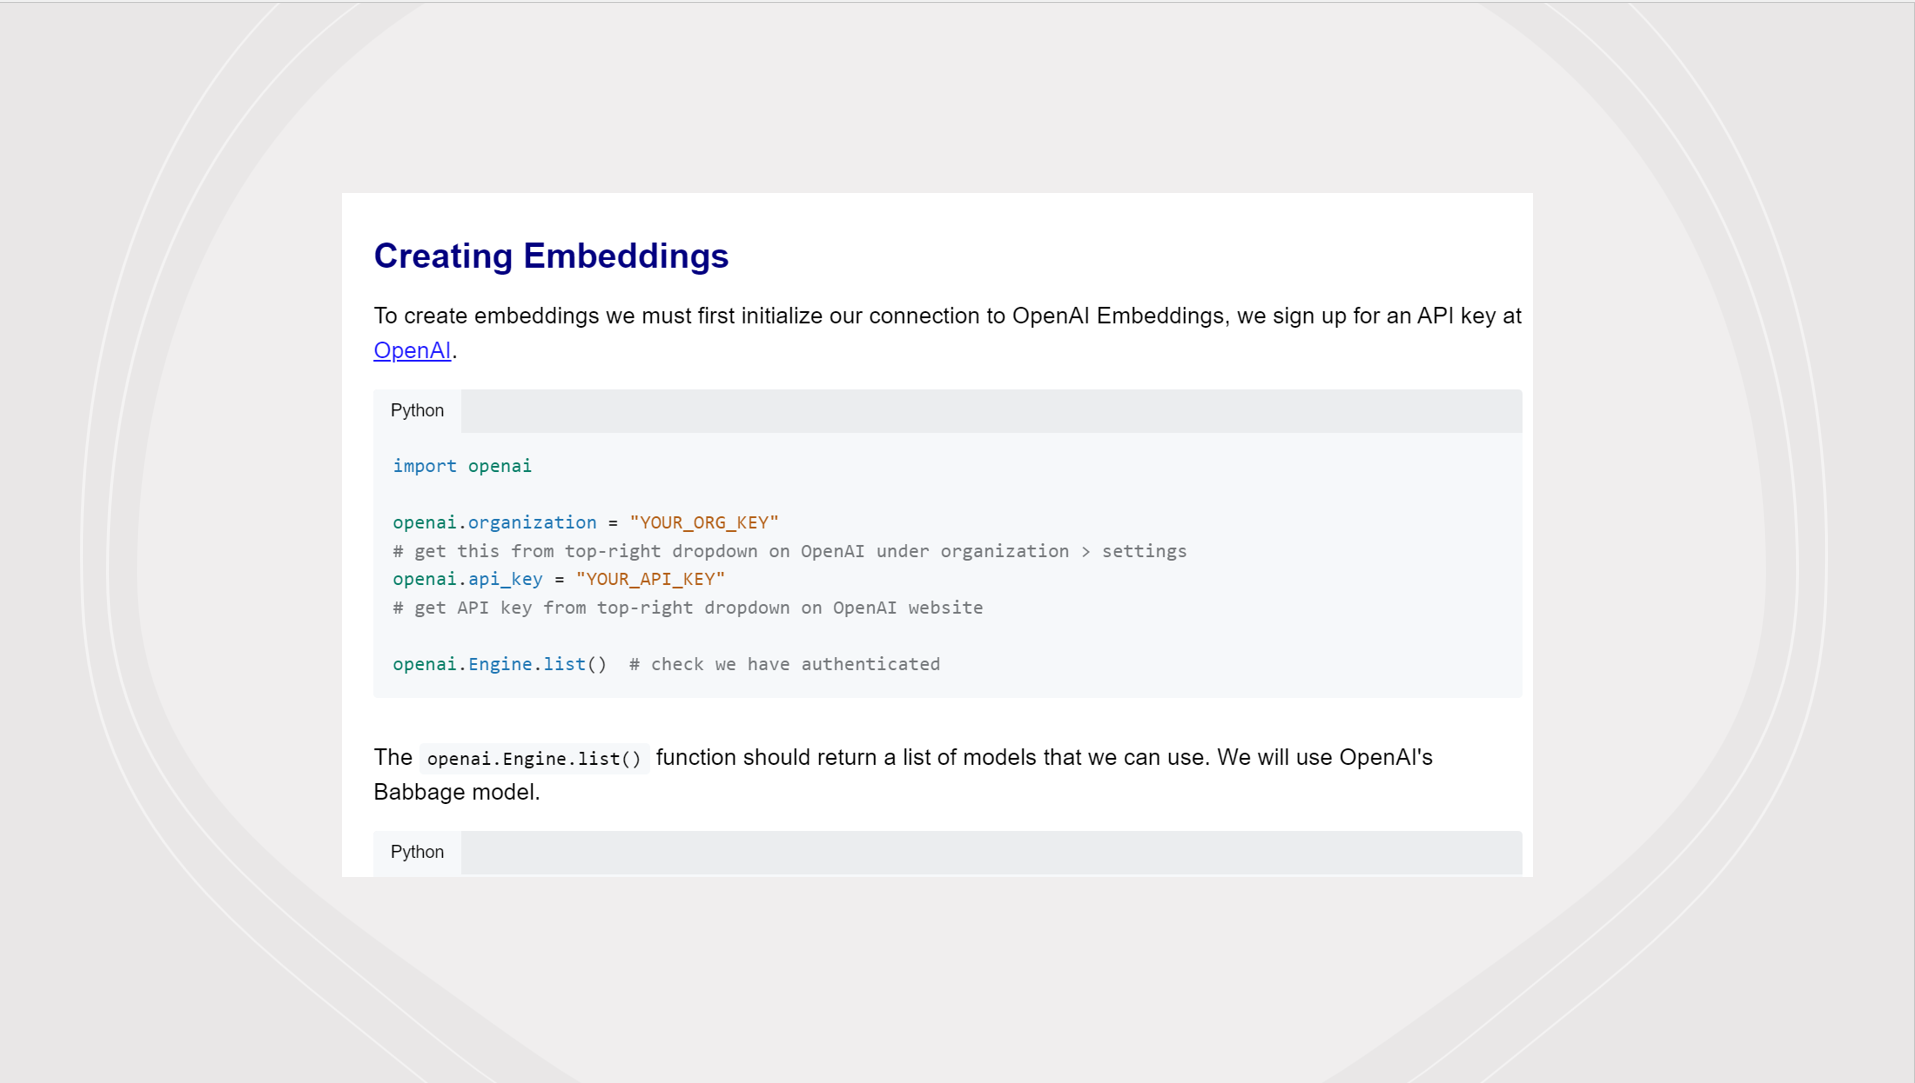 Creating Embeddings
To create embeddings we must first initialize our connection to OpenAI Embeddings, we sign up for an API key at
OpenAI.
Python
import openai
openai.organization = "YOUR_ORG_KEY"
# get this from top-right dropdown on OpenAI under organization > settings
openai.api_key = "YOUR_API_KEY"
# get API key from top-right dropdown on OpenAI website
openai.Engine.list()  # check we have authenticated
The openai.Engine.list() function should return a list of models that we can use. We will use OpenAI's
Babbage model.
Python